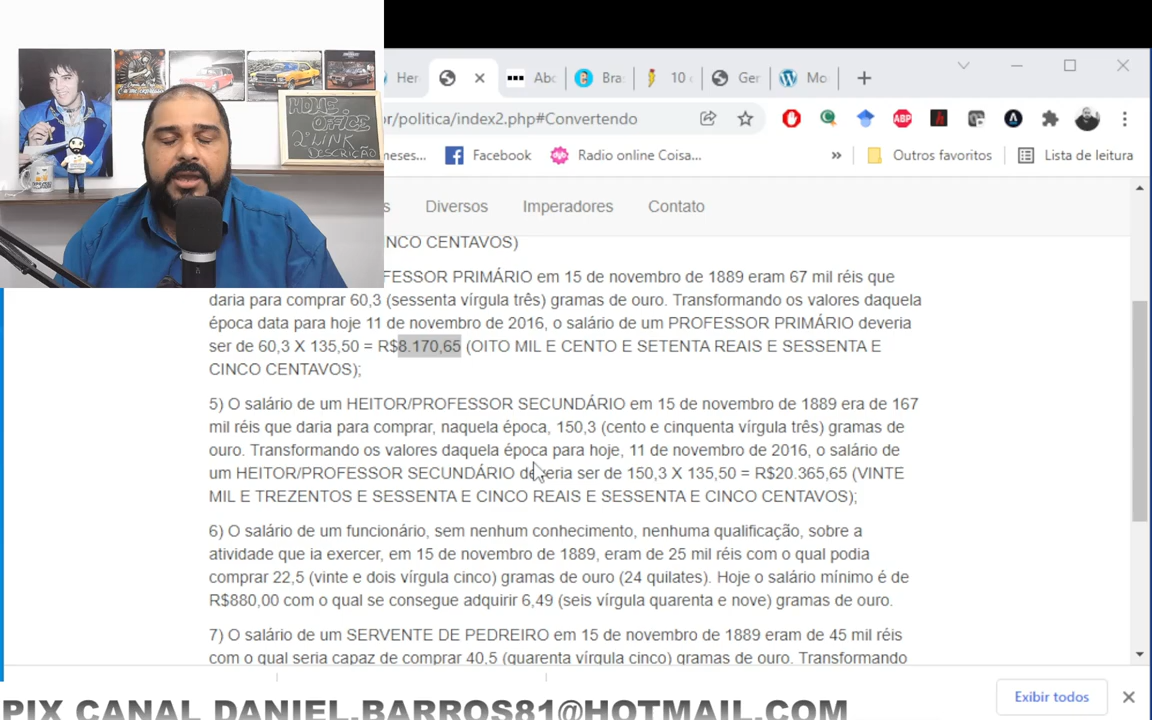 HOME
OFFICE
2º LINK
DESCRIÇÃO
Her
Abc
Bra
10
Ger
Mo
r/politica/index2.php#Convertendo
ABP
meses...
Facebook
Radio online Coisa...
»
Outros favoritos
Lista de leitura
s
Diversos
Imperadores
Contato
NCO CENTAVOS)
FESSOR PRIMÁRIO em 15 de novembro de 1889 eram 67 mil réis que
daria para comprar 60,3 (sessenta vírgula três) gramas de ouro. Transformando os valores daquela
época data para hoje 11 de novembro de 2016, o salário de um PROFESSOR PRIMÁRIO deveria
ser de 60,3 X 135,50 = R$8.170,65 (OITO MIL E CENTO E SETENTA REAIS E SESSENTA E
CINCO CENTAVOS);
5) O salário de um HEITOR/PROFESSOR SECUNDÁRIO em 15 de novembro de 1889 era de 167
mil réis que daria para comprar, naquela época, 150,3 (cento e cinquenta vírgula três) gramas de
ouro. Transformando os valores daquela época para hoje, 11 de novembro de 2016, o salário de
um HEITOR/PROFESSOR SECUNDÁRIO deveria ser de 150,3 X 135,50 = R$20.365,65 (VINTE
MIL E TREZENTOS E SESSENTA E CINCO REAIS E SESSENTA E CINCO CENTAVOS);
6) O salário de um funcionário, sem nenhum conhecimento, nenhuma qualificação, sobre a
atividade que ia exercer, em 15 de novembro de 1889, eram de 25 mil réis com o qual podia
comprar 22,5 (vinte e dois vírgula cinco) gramas de ouro (24 quilates). Hoje o salário mínimo é de
R$880,00 com o qual se consegue adquirir 6,49 (seis vírgula quarenta e nove) gramas de ouro.
7) O salário de um SERVENTE DE PEDREIRO em 15 de novembro de 1889 eram de 45 mil réis
com o qual seria capaz de comprar 40,5 (quarenta vírgula cinco) gramas de ouro. Transformando
Exibir todos
PIX CANAL DANIEL.BARROS81@HOTMAIL.COM